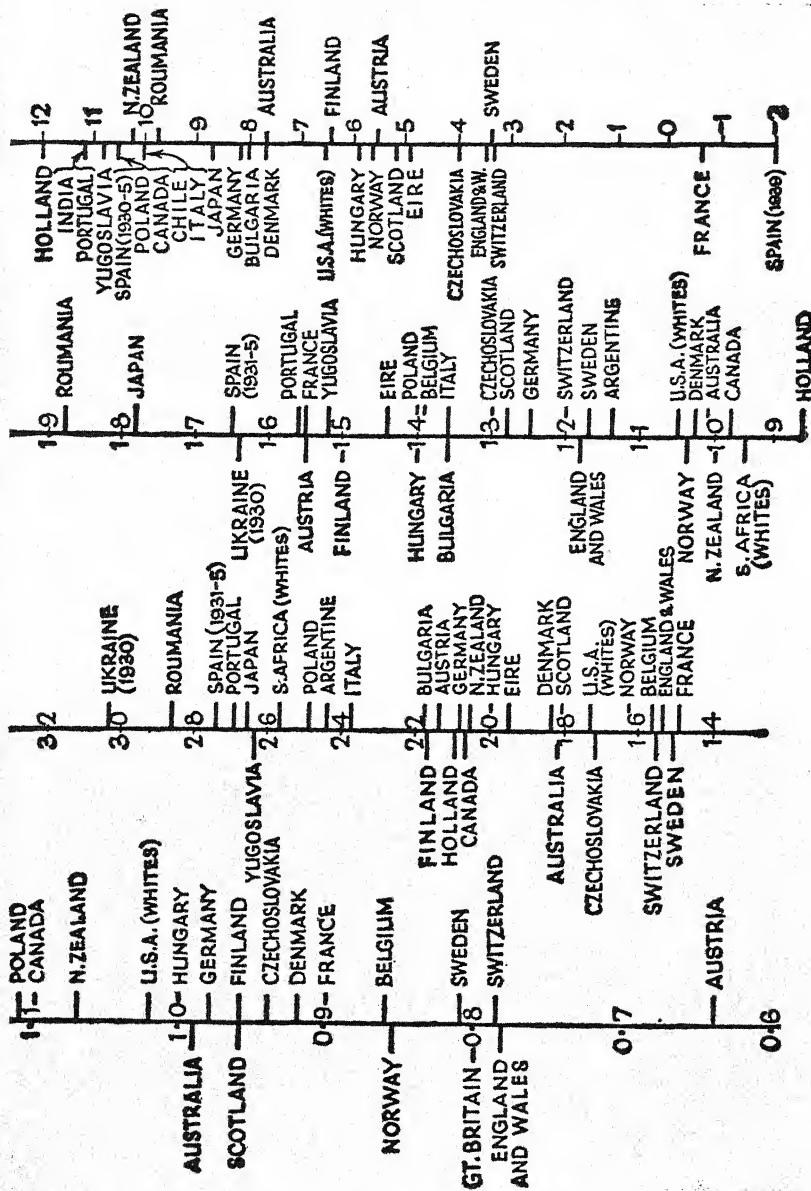 1·1
POLAND
CANADA
N.ZEALAND
U.S.A.(WHITES)
1·0
HUNGARY
AUSTRALIA
GERMANY
SCOTLAND
FINLAND
CZECHOSLOVAKIA
DENMARK
0·9
FRANCE
BELGIUM
NORWAY
SWEDEN
GT. BRITAIN
0·8
ENGLAND
AND WALES
SWITZERLAND
0·7
AUSTRIA
0·6
3·2
3·0
UKRAINE
(1930)
ROUMANIA
2·8
SPAIN (1931-5)
PORTUGAL
JAPAN
YUGOSLAVIA
2·6
S.AFRICA (WHITES)
POLAND
ARGENTINE
2·4
ITALY
2·2
BULGARIA
FINLAND
AUSTRIA
HOLLAND
GERMANY
CANADA
N.ZEALAND
2·0
HUNGARY
EIRE
DENMARK
AUSTRALIA
1·8
SCOTLAND
CZECHOSLOVAKIA
U.S.A.
(WHITES)
1·6
NORWAY
SWITZERLAND
BELGIUM
ENGLAND & WALES
SWEDEN
FRANCE
1·4
1·9
ROUMANIA
1·8
JAPAN
1·7
UKRAINE
(1930)
SPAIN
(1931-5)
1·6
PORTUGAL
AUSTRIA
FRANCE
YUGOSLAVIA
FINLAND
1·5
EIRE
HUNGARY
1·4
POLAND
BELGIUM
BULGARIA
ITALY
1·3
CZECHOSLOVAKIA
SCOTLAND
GERMANY
1·2
SWITZERLAND
ENGLAND
AND WALES
SWEDEN
ARGENTINE
1·1
U.S.A.(WHITES)
NORWAY
DENMARK
N.ZEALAND
1·0
AUSTRALIA
CANADA
S.AFRICA
(WHITES)
·9
HOLLAND
HOLLAND
12
INDIA
PORTUGAL
11
YUGOSLAVIA
SPAIN (1930-5)
N.ZEALAND
POLAND
10
ROUMANIA
CANADA
CHILE
ITALY
9
JAPAN
GERMANY
BULGARIA
8
DENMARK
AUSTRALIA
7
U.S.A.(WHITES)
FINLAND
HUNGARY
6
NORWAY
AUSTRIA
SCOTLAND
EIRE
5
CZECHOSLOVAKIA
4
ENGLAND & W.
SWITZERLAND
SWEDEN
3
2
1
0
FRANCE
-1
SPAIN (1939)
-2